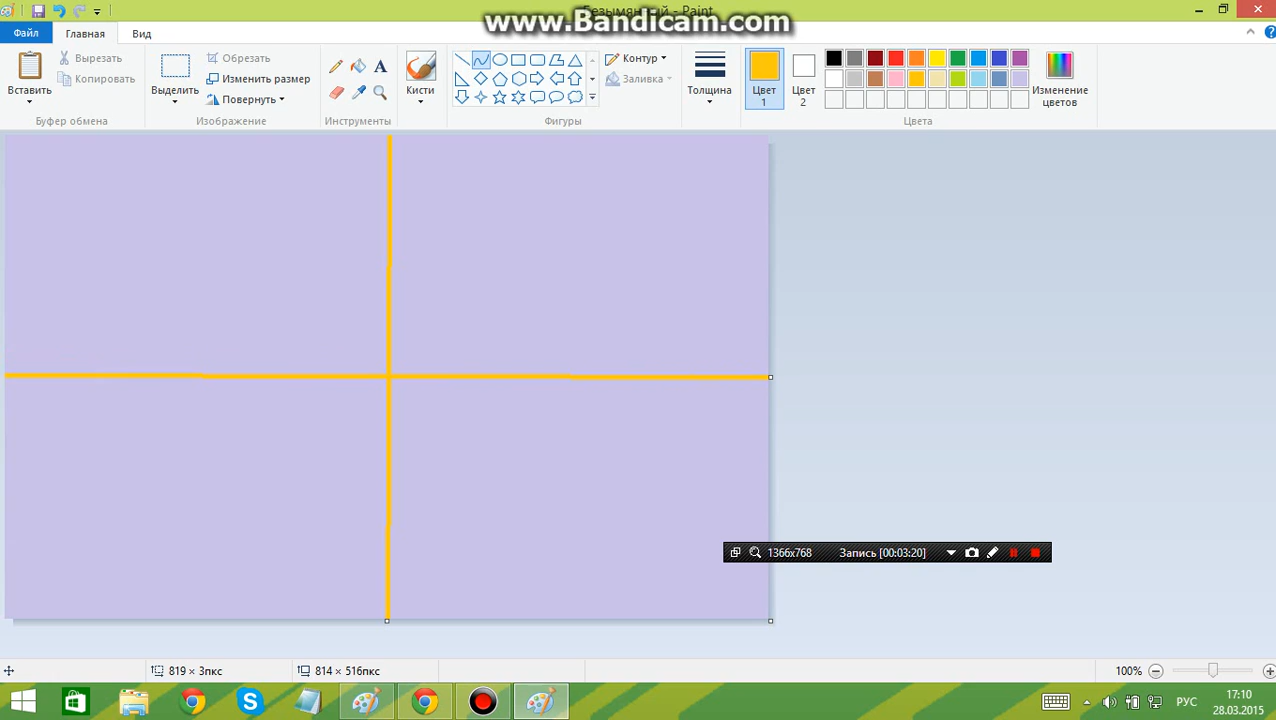 Безымянный - Paint
www.Bandicam.com
Файл
Главная
Вид
Вставить
Вырезать
Копировать
Буфер обмена
Выделить
Обрезать
Изменить размер
Повернуть
Изображение
A
Инструменты
Кисти
Контур
Заливка
Фигуры
Толщина
Цвет
1
Цвет
2
Изменение
цветов
Цвета
1366x768
Запись [00:03:20]
819 × 3пкс
814 × 516пкс
100%
РУС
17:10
28.03.2015